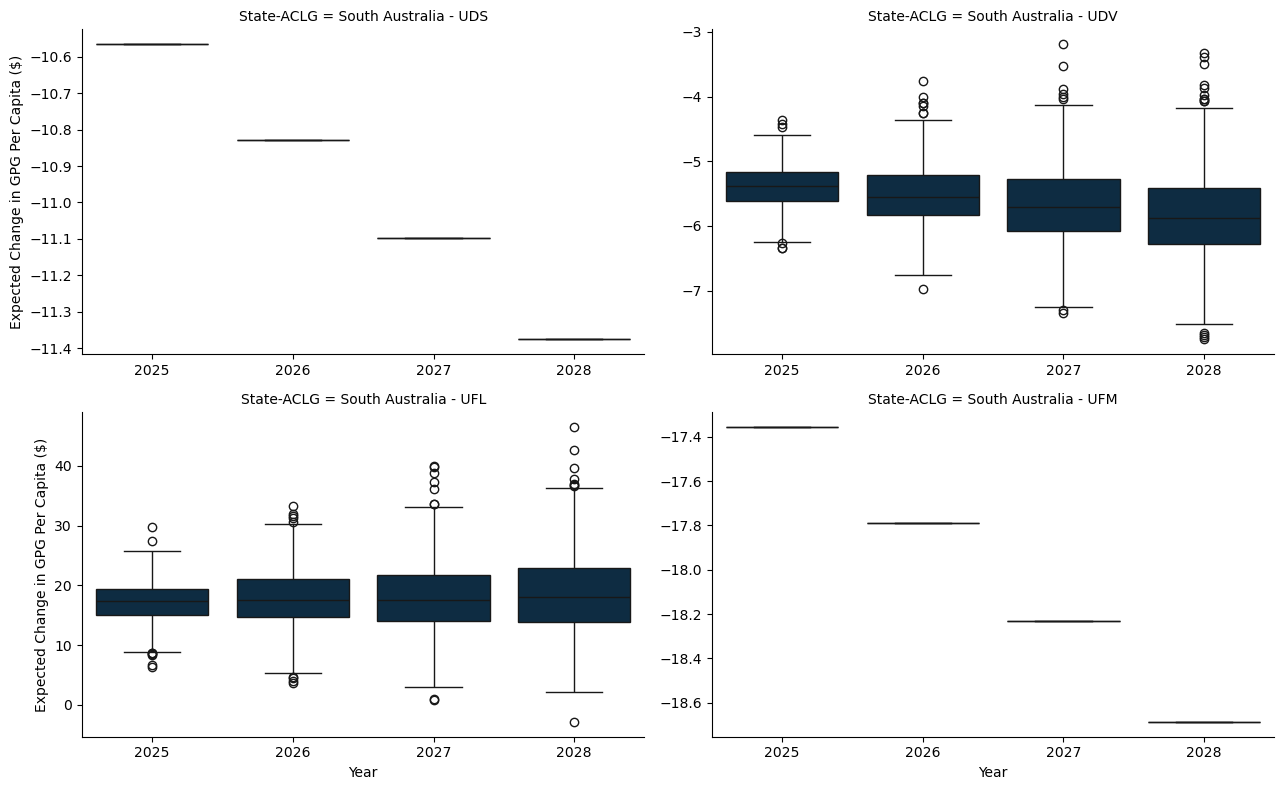 State-ACLG = South Australia - UDS
Expected Change in GPG Per Capita ($)
−10.6
−10.7
−10.8
−10.9
−11.0
−11.1
−11.2
−11.3
−11.4
2025 2026 2027 2028
State-ACLG = South Australia - UDV
−3
−4
−5
−6
−7
2025 2026 2027 2028
State-ACLG = South Australia - UFL
Expected Change in GPG Per Capita ($)
40
30
20
10
0
2025 2026 2027 2028
Year
State-ACLG = South Australia - UFM
−17.4
−17.6
−17.8
−18.0
−18.2
−18.4
−18.6
2025 2026 2027 2028
Year